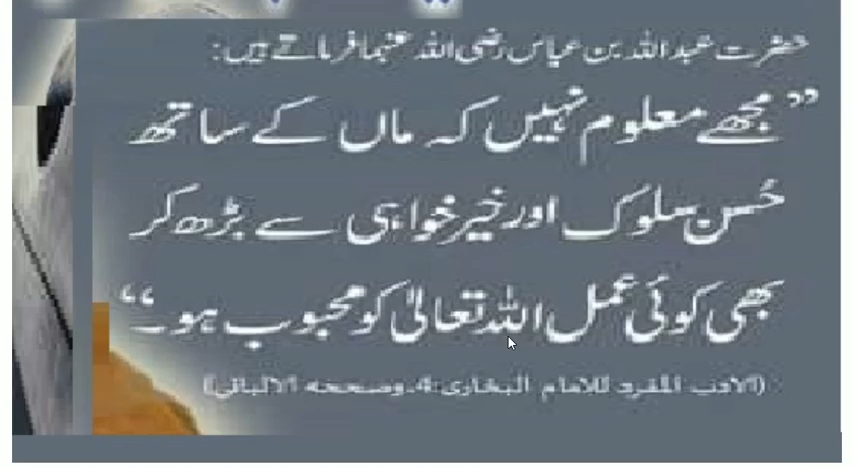 حضرت عبداللہ بن عباس رضی اللہ عنہما فرماتے ہیں:
”مجھے معلوم نہیں کہ ماں کے ساتھ
حُسن سلوک اور خیر خواہی سے بڑھ کر
بھی کوئی عمل اللہ تعالیٰ کو محبوب ہو۔“
(الادب المفرد للامام البخاری:4۔وصححہ الالبانی)